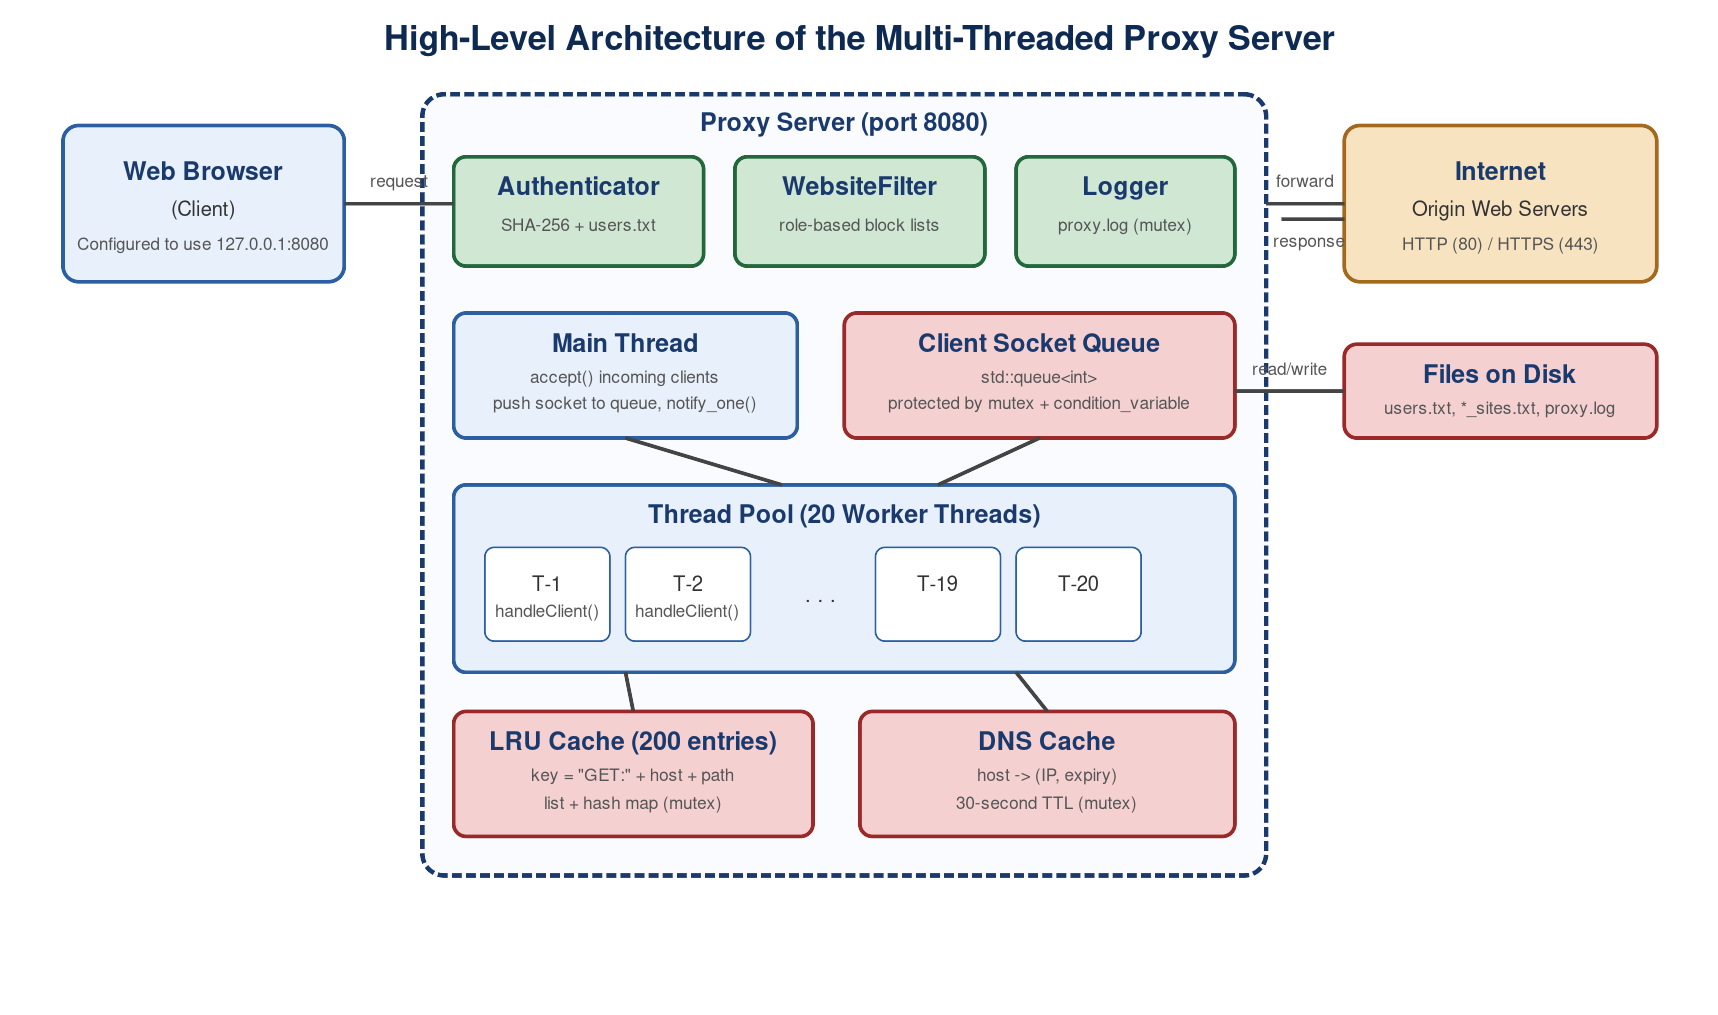 High-Level Architecture of the Multi-Threaded Proxy Server
Proxy Server (port 8080)
Web Browser
(Client)
Configured to use 127.0.0.1:8080
request
Authenticator
SHA-256 + users.txt
WebsiteFilter
role-based block lists
Logger
proxy.log (mutex)
forward
response
Internet
Origin Web Servers
HTTP (80) / HTTPS (443)
Main Thread
accept() incoming clients
push socket to queue, notify_one()
Client Socket Queue
std::queue<int>
protected by mutex + condition_variable
read/write
Files on Disk
users.txt, *_sites.txt, proxy.log
Thread Pool (20 Worker Threads)
T-1
handleClient()
T-2
handleClient()
. . .
T-19
T-20
LRU Cache (200 entries)
key = "GET:" + host + path
list + hash map (mutex)
DNS Cache
host -> (IP, expiry)
30-second TTL (mutex)